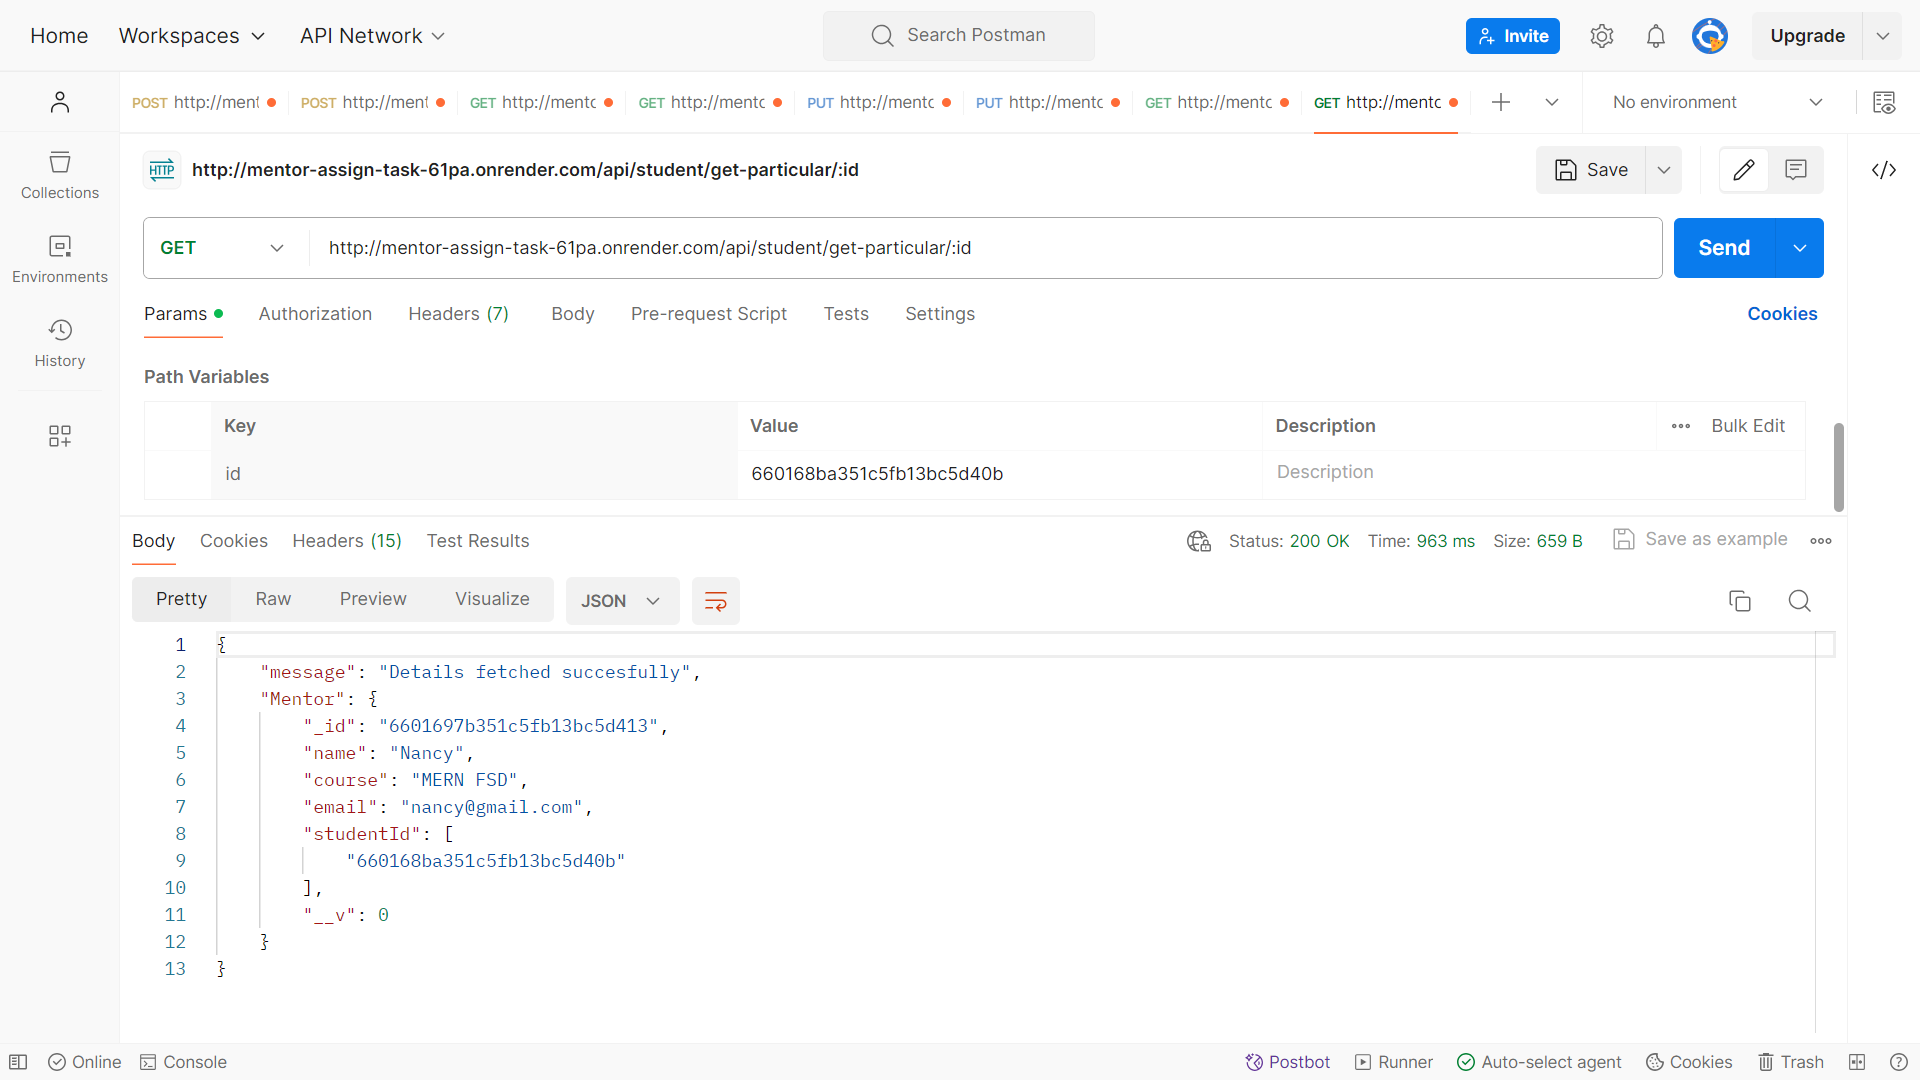 Home Workspaces API Network Search Postman Invite Upgrade
POST http://ment POST http://ment GET http://mentc GET http://mentc PUT http://mentc PUT http://mentc GET http://mentc GET http://mentc No environment
HTTP http://mentor-assign-task-61pa.onrender.com/api/student/get-particular/:id Save
Collections
GET http://mentor-assign-task-61pa.onrender.com/api/student/get-particular/:id Send
Environments
Params Authorization Headers (7) Body Pre-request Script Tests Settings Cookies
History
Path Variables
Key Value Description Bulk Edit
id 660168ba351c5fb13bc5d40b Description
Body Cookies Headers (15) Test Results Status: 200 OK Time: 963 ms Size: 659 B Save as example
Pretty Raw Preview Visualize JSON
1 {
2 "message": "Details fetched succesfully",
3 "Mentor": {
4 "_id": "6601697b351c5fb13bc5d413",
5 "name": "Nancy",
6 "course": "MERN FSD",
7 "email": "nancy@gmail.com",
8 "studentId": [
9 "660168ba351c5fb13bc5d40b"
10 ],
11 "__v": 0
12 }
13 }
Online Console Postbot Runner Auto-select agent Cookies Trash